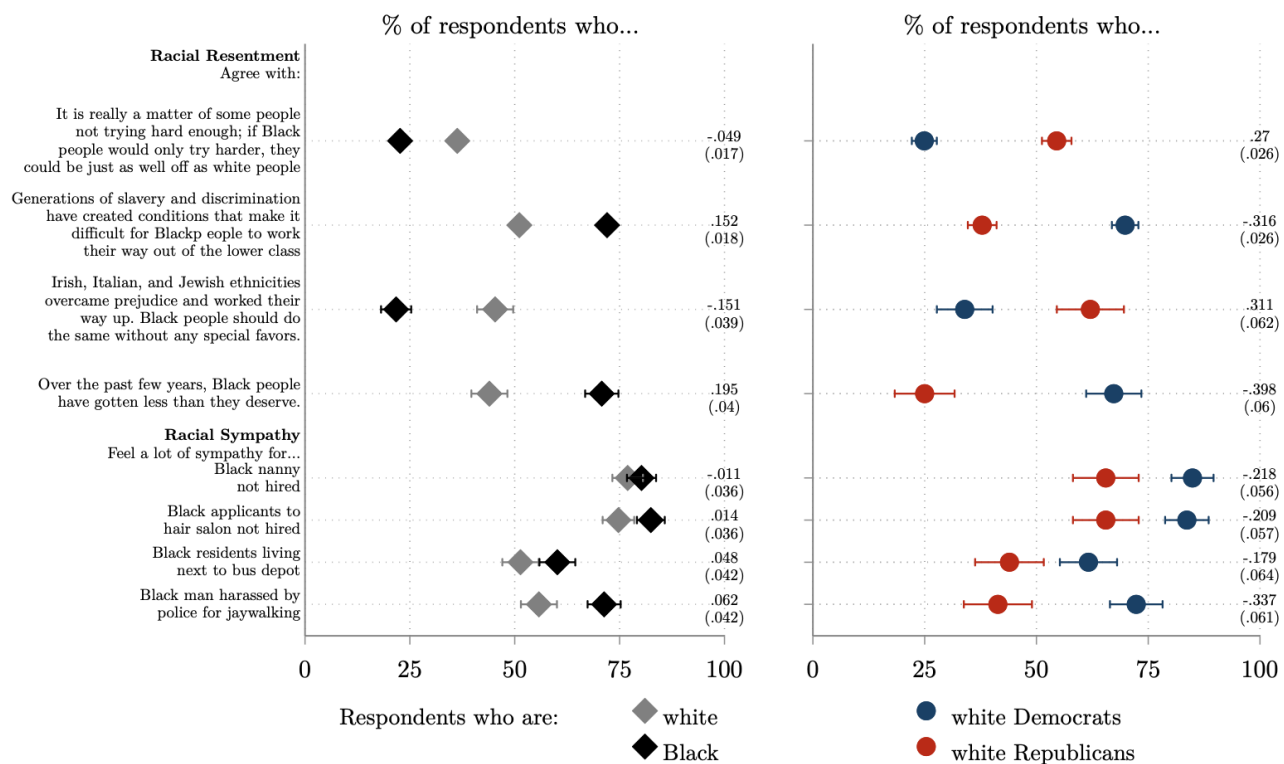 % of respondents who...
% of respondents who...
Racial Resentment
Agree with:
It is really a matter of some people
not trying hard enough; if Black
people would only try harder, they
could be just as well off as white people
-.049
(.017)
.27
(.026)
Generations of slavery and discrimination
have created conditions that make it
difficult for Blackp eople to work
their way out of the lower class
.152
(.018)
-.316
(.026)
Irish, Italian, and Jewish ethnicities
overcame prejudice and worked their
way up. Black people should do
the same without any special favors.
-.151
(.039)
.311
(.062)
Over the past few years, Black people
have gotten less than they deserve.
.195
(.04)
-.398
(.06)
Racial Sympathy
Feel a lot of sympathy for...
Black nanny
not hired
-.011
(.036)
-.218
(.056)
Black applicants to
hair salon not hired
.014
(.036)
-.209
(.057)
Black residents living
next to bus depot
.048
(.042)
-.179
(.064)
Black man harassed by
police for jaywalking
.062
(.042)
-.337
(.061)
0 25 50 75 100
0 25 50 75 100
Respondents who are:
white
Black
white Democrats
white Republicans